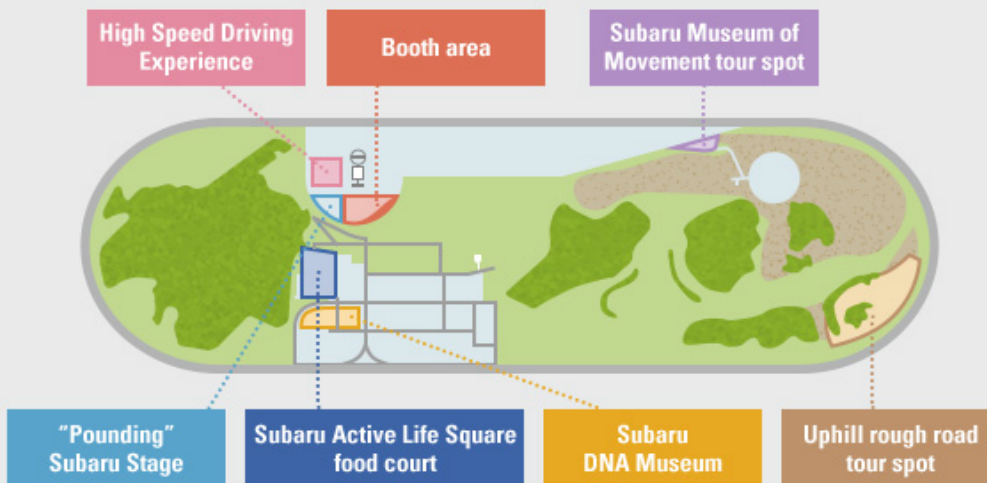 High Speed Driving
Experience
Booth area
Subaru Museum of
Movement tour spot
"Pounding"
Subaru Stage
Subaru Active Life Square
food court
Subaru
DNA Museum
Uphill rough road
tour spot